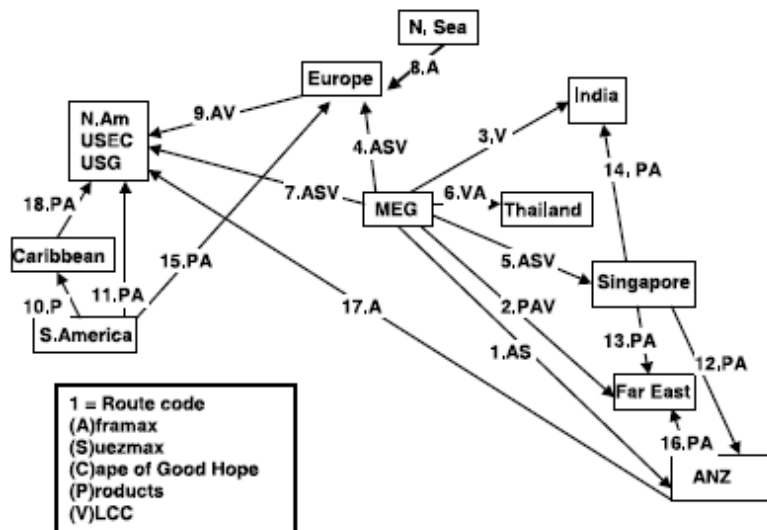 N, Sea
8,A
Europe
India
9.AV
N.Am
USEC
USG
4.ASV
3,V
14, PA
7.ASV
6.VA
MEG
Thailand
18.PA
Caribbean
15.PA
5.ASV
Singapore
10.P
11.PA
S.America
17.A
2.PAV
1.AS
13.PA
12,PA
Far East
16.PA
ANZ
1 = Route code
(A)framax
(S)uezmax
(C)ape of Good Hope
(P)roducts
(V)LCC